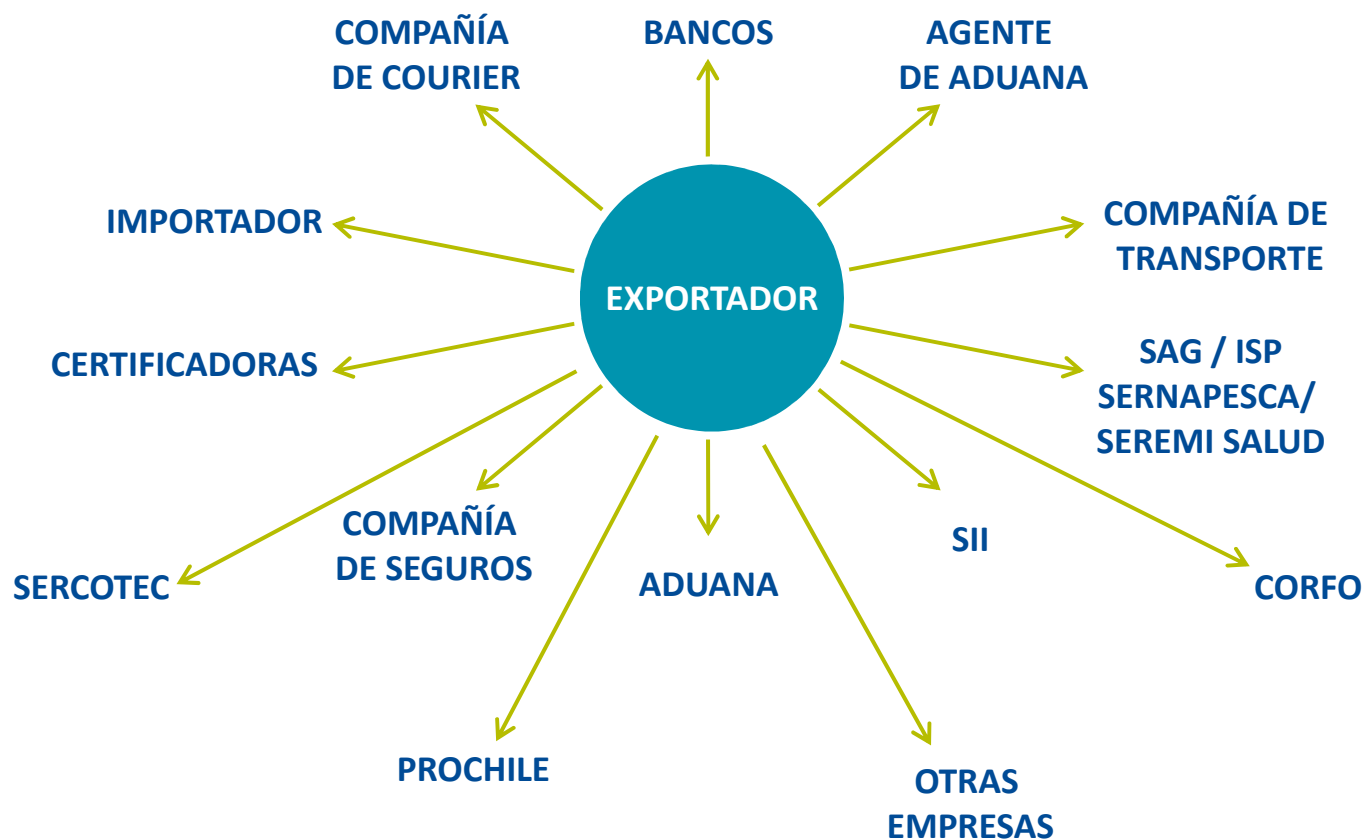 COMPAÑÍA
DE COURIER
BANCOS
AGENTE
DE ADUANA
IMPORTADOR
COMPAÑÍA DE
TRANSPORTE
EXPORTADOR
CERTIFICADORAS
SAG / ISP
SERNAPESCA/
SEREMI SALUD
COMPAÑÍA
DE SEGUROS
SII
SERCOTEC
ADUANA
CORFO
PROCHILE
OTRAS
EMPRESAS